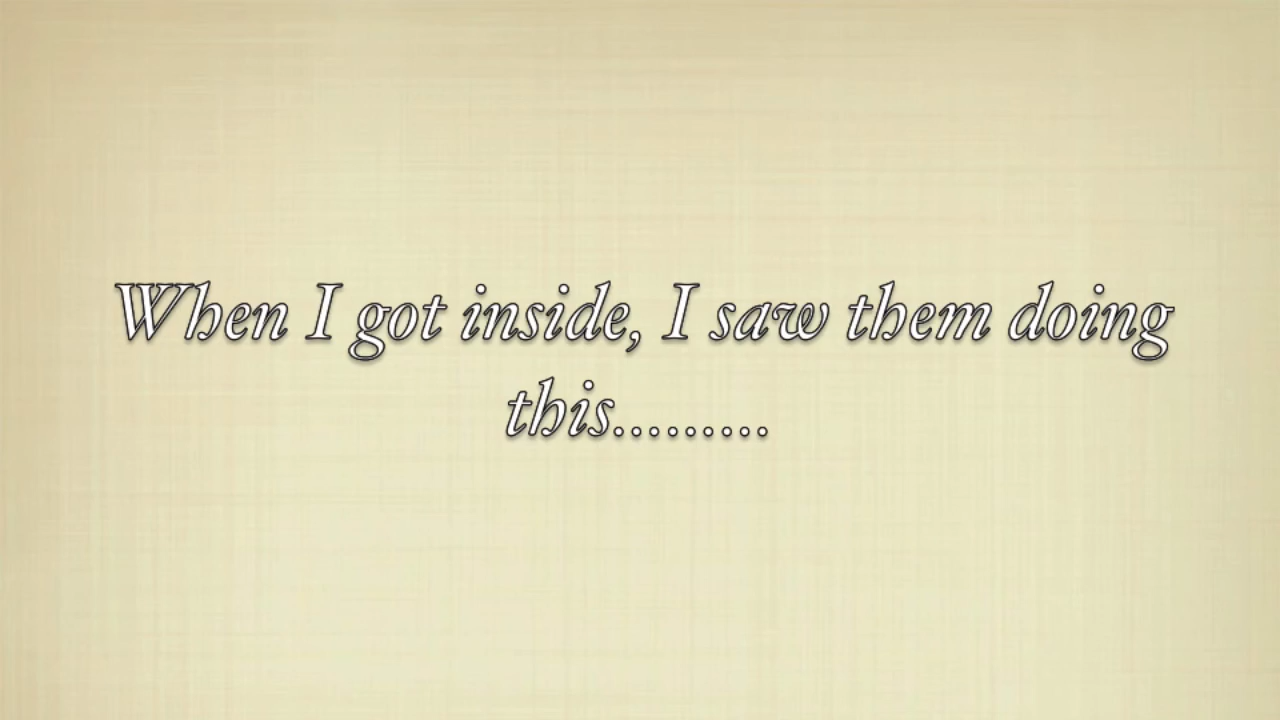 When I got inside, I saw them doing
this.........